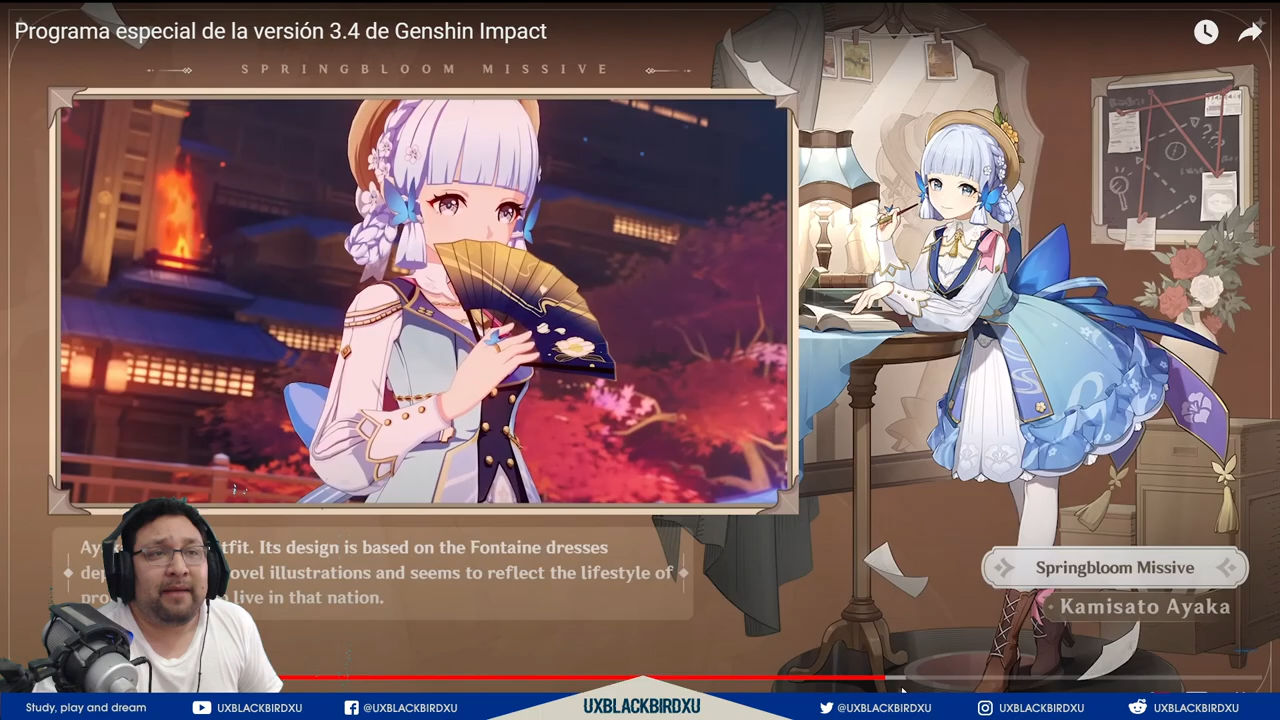 Programa especial de la versión 3.4 de Genshin Impact
SPRINGBLOOM MISSIVE
Ay tfit. Its design is based on the Fontaine dresses
dep ovel illustrations and seems to reflect the lifestyle of
pro live in that nation.
Springbloom Missive
Kamisato Ayaka
Study, play and dream
UXBLACKBIRDXU
@UXBLACKBIRDXU
UXBLACKBIRDXU
@UXBLACKBIRDXU
UXBLACKBIRDXU
UXBLACKBIRDXU